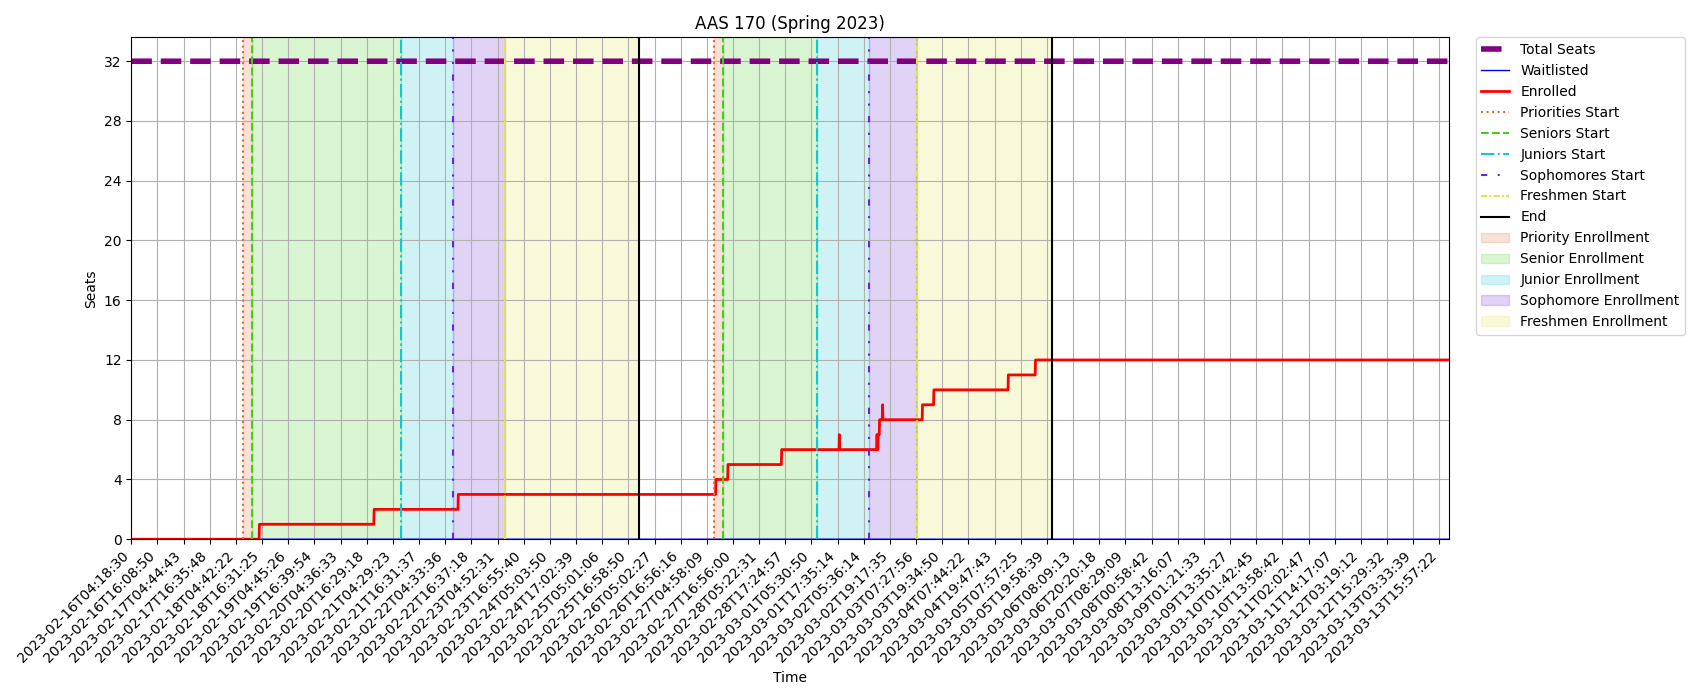 AAS 170 (Spring 2023)
Seats
32
28
24
20
16
12
8
4
0
2023-02-16T04:18:30
2023-02-16T16:08:50
2023-02-17T04:44:43
2023-02-17T17:35:48
2023-02-18T04:42:22
2023-02-18T16:31:25
2023-02-19T04:45:26
2023-02-19T16:39:54
2023-02-20T04:36:33
2023-02-20T16:29:18
2023-02-21T04:29:23
2023-02-21T16:31:37
2023-02-22T04:33:36
2023-02-22T16:37:18
2023-02-23T04:52:31
2023-02-23T16:55:40
2023-02-24T05:03:50
2023-02-24T17:02:39
2023-02-25T05:01:06
2023-02-25T16:58:50
2023-02-26T05:02:27
2023-02-26T16:56:16
2023-02-27T04:58:09
2023-02-27T16:56:00
2023-02-28T05:22:31
2023-02-28T17:24:57
2023-03-01T05:30:50
2023-03-01T17:35:14
2023-03-02T05:36:14
2023-03-02T19:17:35
2023-03-03T07:27:56
2023-03-03T19:34:50
2023-03-04T07:44:22
2023-03-04T19:47:43
2023-03-05T07:57:25
2023-03-05T19:58:39
2023-03-06T08:09:13
2023-03-06T20:20:18
2023-03-07T08:29:09
2023-03-08T00:58:42
2023-03-08T13:16:07
2023-03-09T01:21:33
2023-03-09T13:35:27
2023-03-10T01:42:45
2023-03-10T13:58:42
2023-03-11T02:02:47
2023-03-11T14:17:07
2023-03-12T03:19:12
2023-03-12T15:29:32
2023-03-13T03:33:39
2023-03-13T15:57:22
Time
Total Seats
Waitlisted
Enrolled
Priorities Start
Seniors Start
Juniors Start
Sophomores Start
Freshmen Start
End
Priority Enrollment
Senior Enrollment
Junior Enrollment
Sophomore Enrollment
Freshmen Enrollment